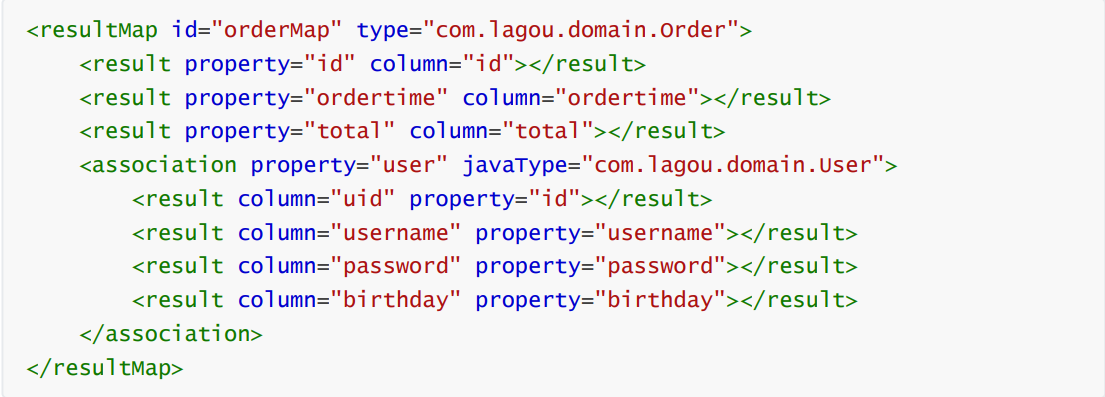 <resultMap id="orderMap" type="com.lagou.domain.Order">
    <result property="id" column="id"></result>
    <result property="ordertime" column="ordertime"></result>
    <result property="total" column="total"></result>
    <association property="user" javaType="com.lagou.domain.User">
        <result column="uid" property="id"></result>
        <result column="username" property="username"></result>
        <result column="password" property="password"></result>
        <result column="birthday" property="birthday"></result>
    </association>
</resultMap>